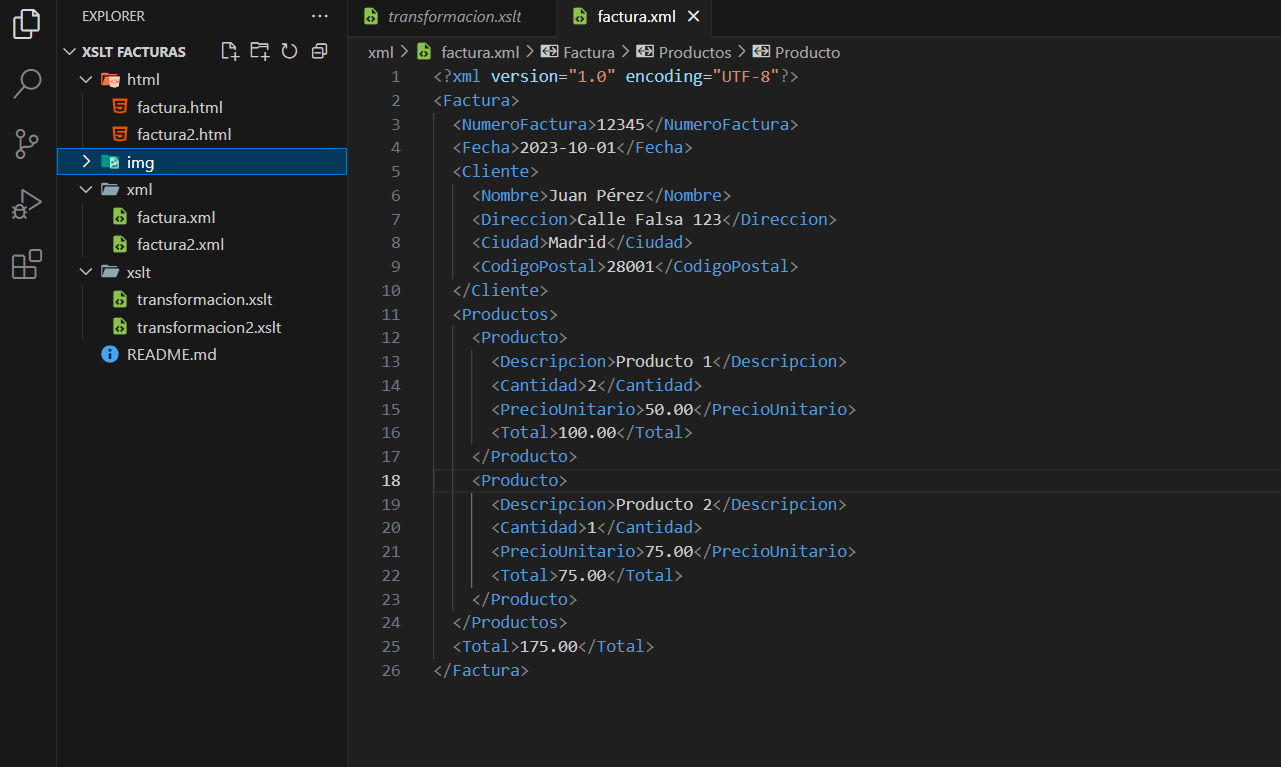 EXPLORER
XSLT FACTURAS
html
factura.html
factura2.html
img
xml
factura.xml
factura2.xml
xslt
transformacion.xslt
transformacion2.xslt
README.md
transformacion.xslt
factura.xml
xml > factura.xml > Factura > Productos > Producto
1 <?xml version="1.0" encoding="UTF-8"?>
2 <Factura>
3 <NumeroFactura>12345</NumeroFactura>
4 <Fecha>2023-10-01</Fecha>
5 <Cliente>
6 <Nombre>Juan Pérez</Nombre>
7 <Direccion>Calle Falsa 123</Direccion>
8 <Ciudad>Madrid</Ciudad>
9 <CodigoPostal>28001</CodigoPostal>
10 </Cliente>
11 <Productos>
12 <Producto>
13 <Descripcion>Producto 1</Descripcion>
14 <Cantidad>2</Cantidad>
15 <PrecioUnitario>50.00</PrecioUnitario>
16 <Total>100.00</Total>
17 </Producto>
18 <Producto>
19 <Descripcion>Producto 2</Descripcion>
20 <Cantidad>1</Cantidad>
21 <PrecioUnitario>75.00</PrecioUnitario>
22 <Total>75.00</Total>
23 </Producto>
24 </Productos>
25 <Total>175.00</Total>
26 </Factura>